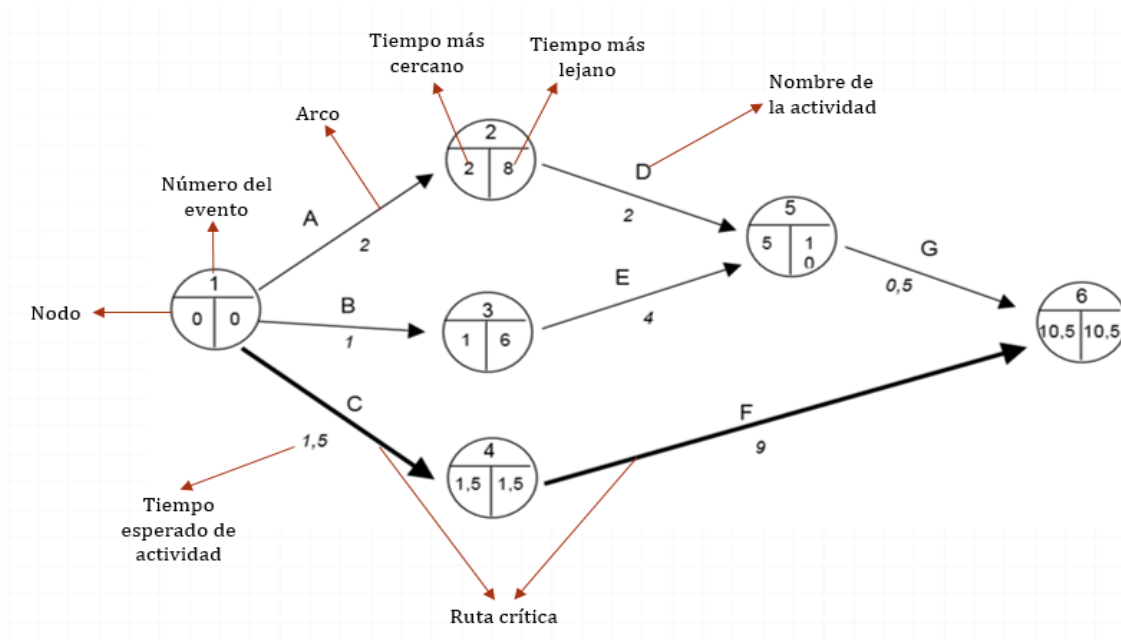 Tiempo más
cercano
Tiempo más
lejano
Nombre de
la actividad
Arco
Número del
evento
Nodo
1
0
0
A
2
B
1
C
1,5
2
2
8
3
1
6
4
1,5
1,5
D
2
E
4
5
5
1
0
G
0,5
F
9
6
10,5
10,5
Tiempo
esperado de
actividad
Ruta crítica